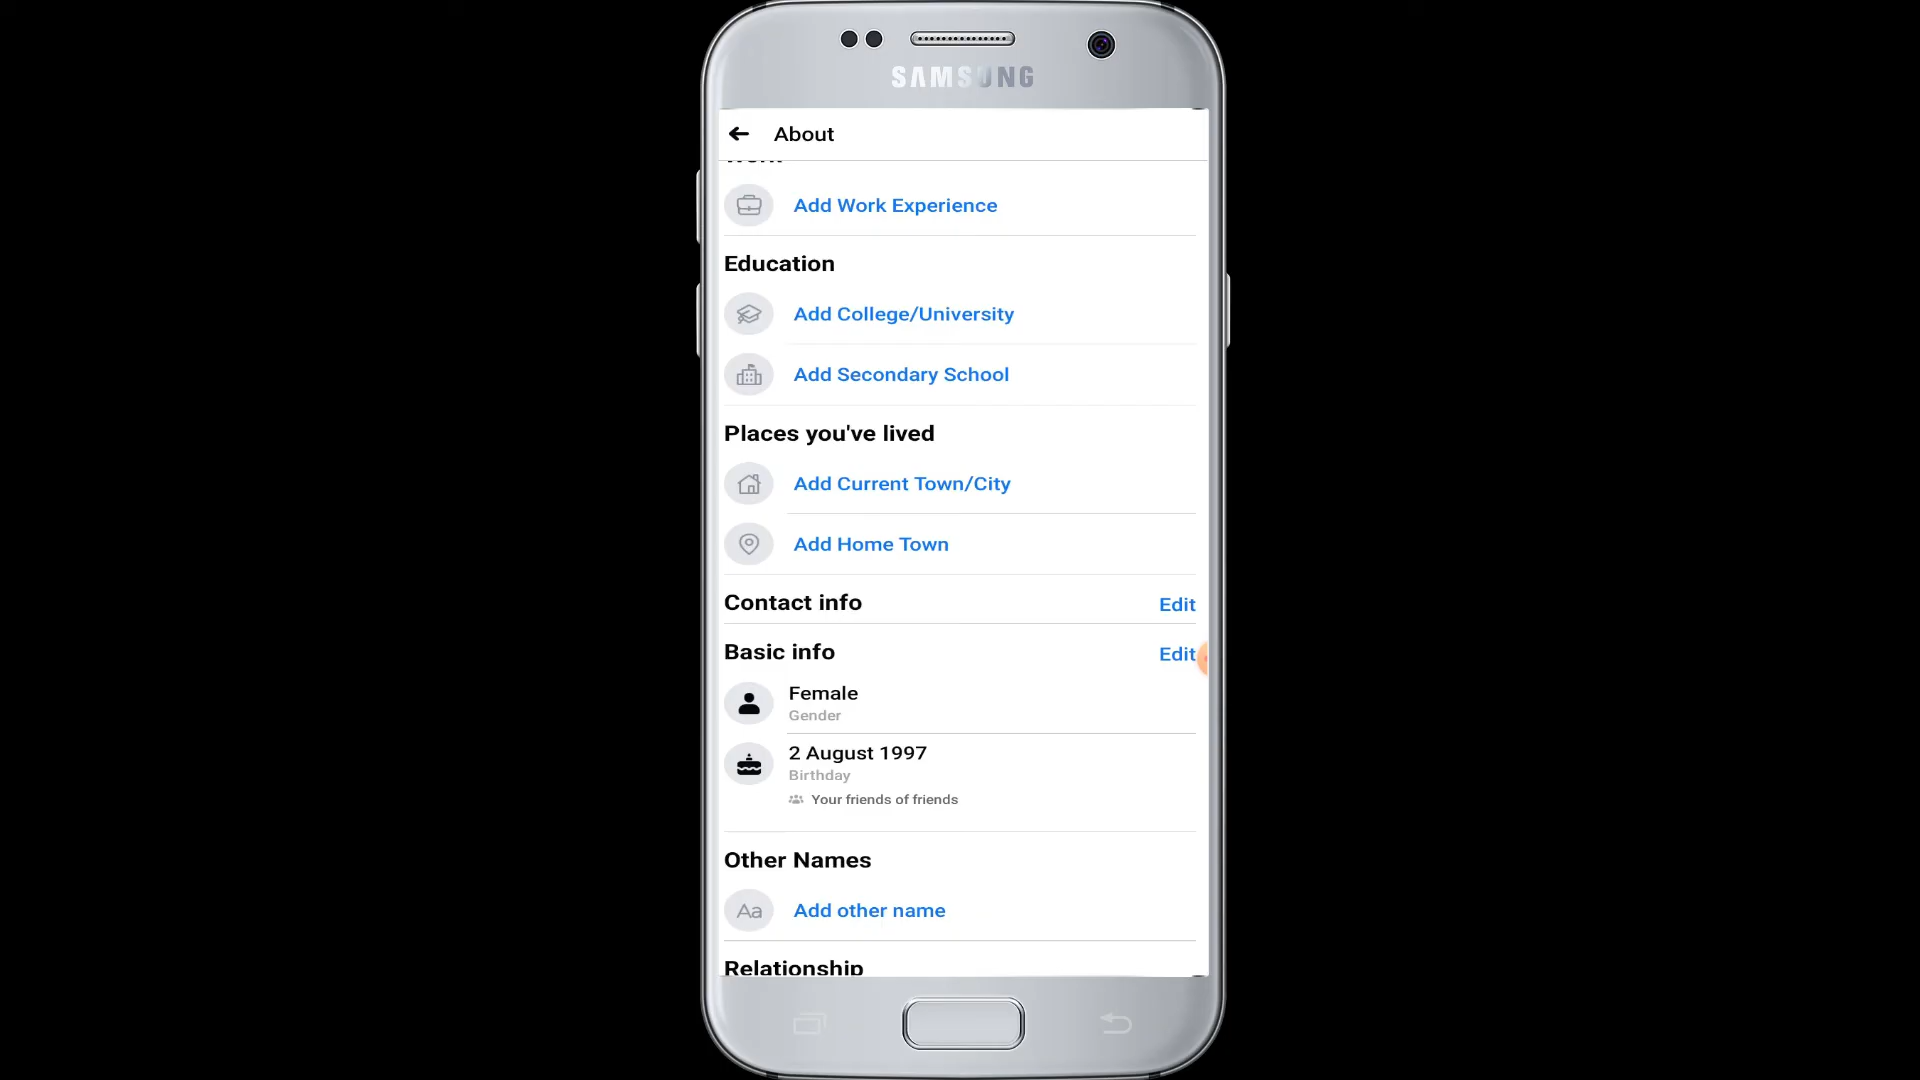 SAMSUNG
About
Add Work Experience
Education
Add College/University
Add Secondary School
Places you've lived
Add Current Town/City
Add Home Town
Contact info
Edit
Basic info
Edit
Female
Gender
2 August 1997
Birthday
Your friends of friends
Other Names
Aa
Add other name
Relationship